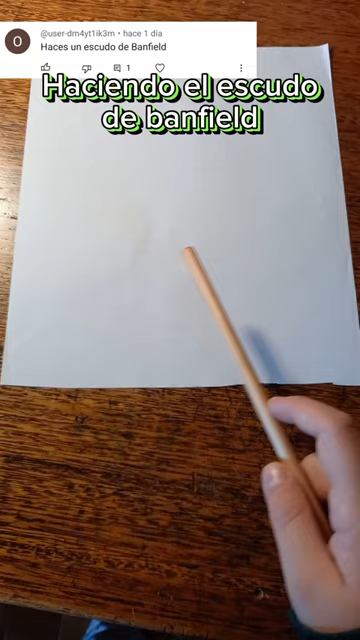 @user-dm4yt1ik3m • hace 1 día
Haces un escudo de Banfield
1
Haciendo el escudo
de banfield
O